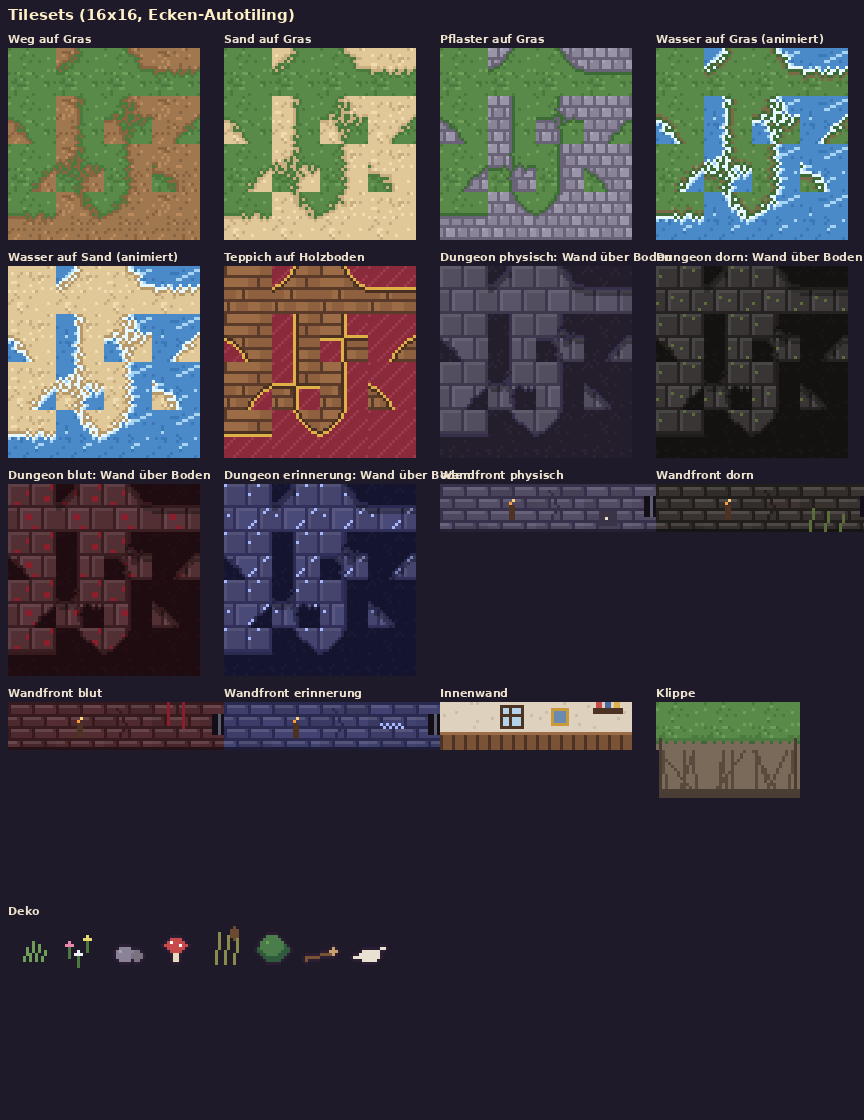 Tilesets (16x16, Ecken-Autotiling)
Weg auf Gras
Sand auf Gras
Pflaster auf Gras
Wasser auf Gras (animiert)
Wasser auf Sand (animiert)
Teppich auf Holzboden
Dungeon physisch: Wand über Boden
Dungeon dorn: Wand über Boden
Dungeon blut: Wand über Boden
Dungeon erinnerung: Wand über Boden
Wandfront physisch
Wandfront dorn
Wandfront blut
Wandfront erinnerung
Innenwand
Klippe
Deko